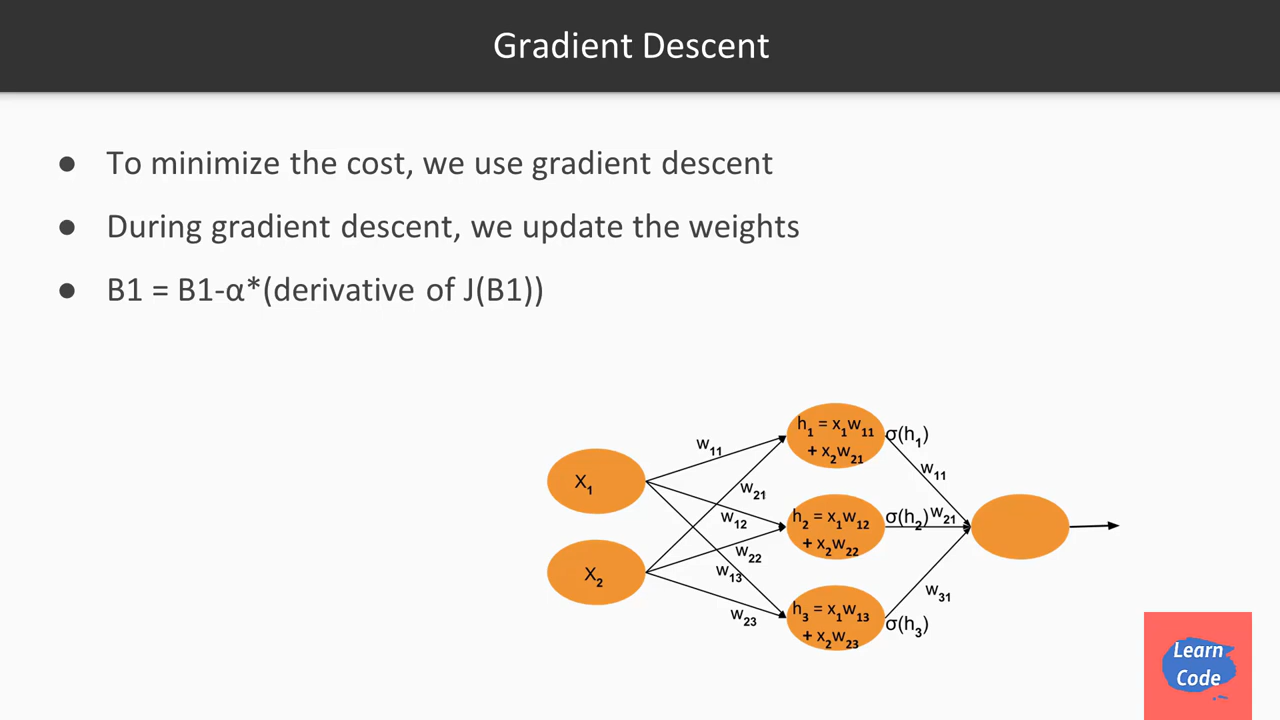 Gradient Descent
● To minimize the cost, we use gradient descent
● During gradient descent, we update the weights
● B1 = B1-α*(derivative of J(B1))
X₁
X₂
w₁₁
w₂₁
w₁₂
w₂₂
w₁₃
w₂₃
h₁ = x₁w₁₁
+ x₂w₂₁
h₂ = x₁w₁₂
+ x₂w₂₂
h₃ = x₁w₁₃
+ x₂w₂₃
σ(h₁)
w₁₁
σ(h₂)
w₂₁
w₃₁
σ(h₃)
Learn
Code